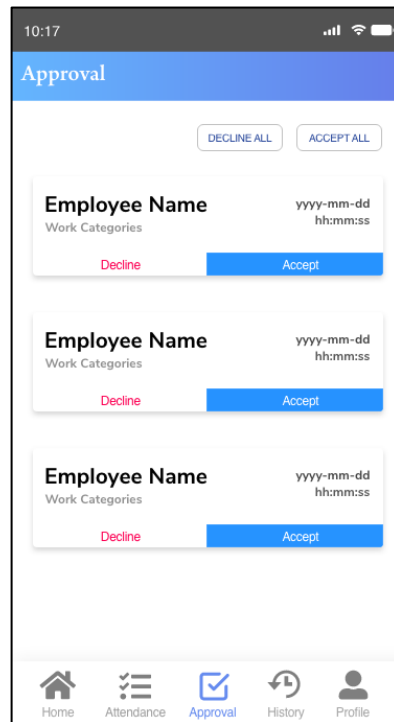 10:17
Approval
DECLINE ALL ACCEPT ALL
Employee Name yyyy-mm-dd
Work Categories hh:mm:ss
Decline Accept
Employee Name yyyy-mm-dd
Work Categories hh:mm:ss
Decline Accept
Employee Name yyyy-mm-dd
Work Categories hh:mm:ss
Decline Accept
Home Attendance Approval History Profile